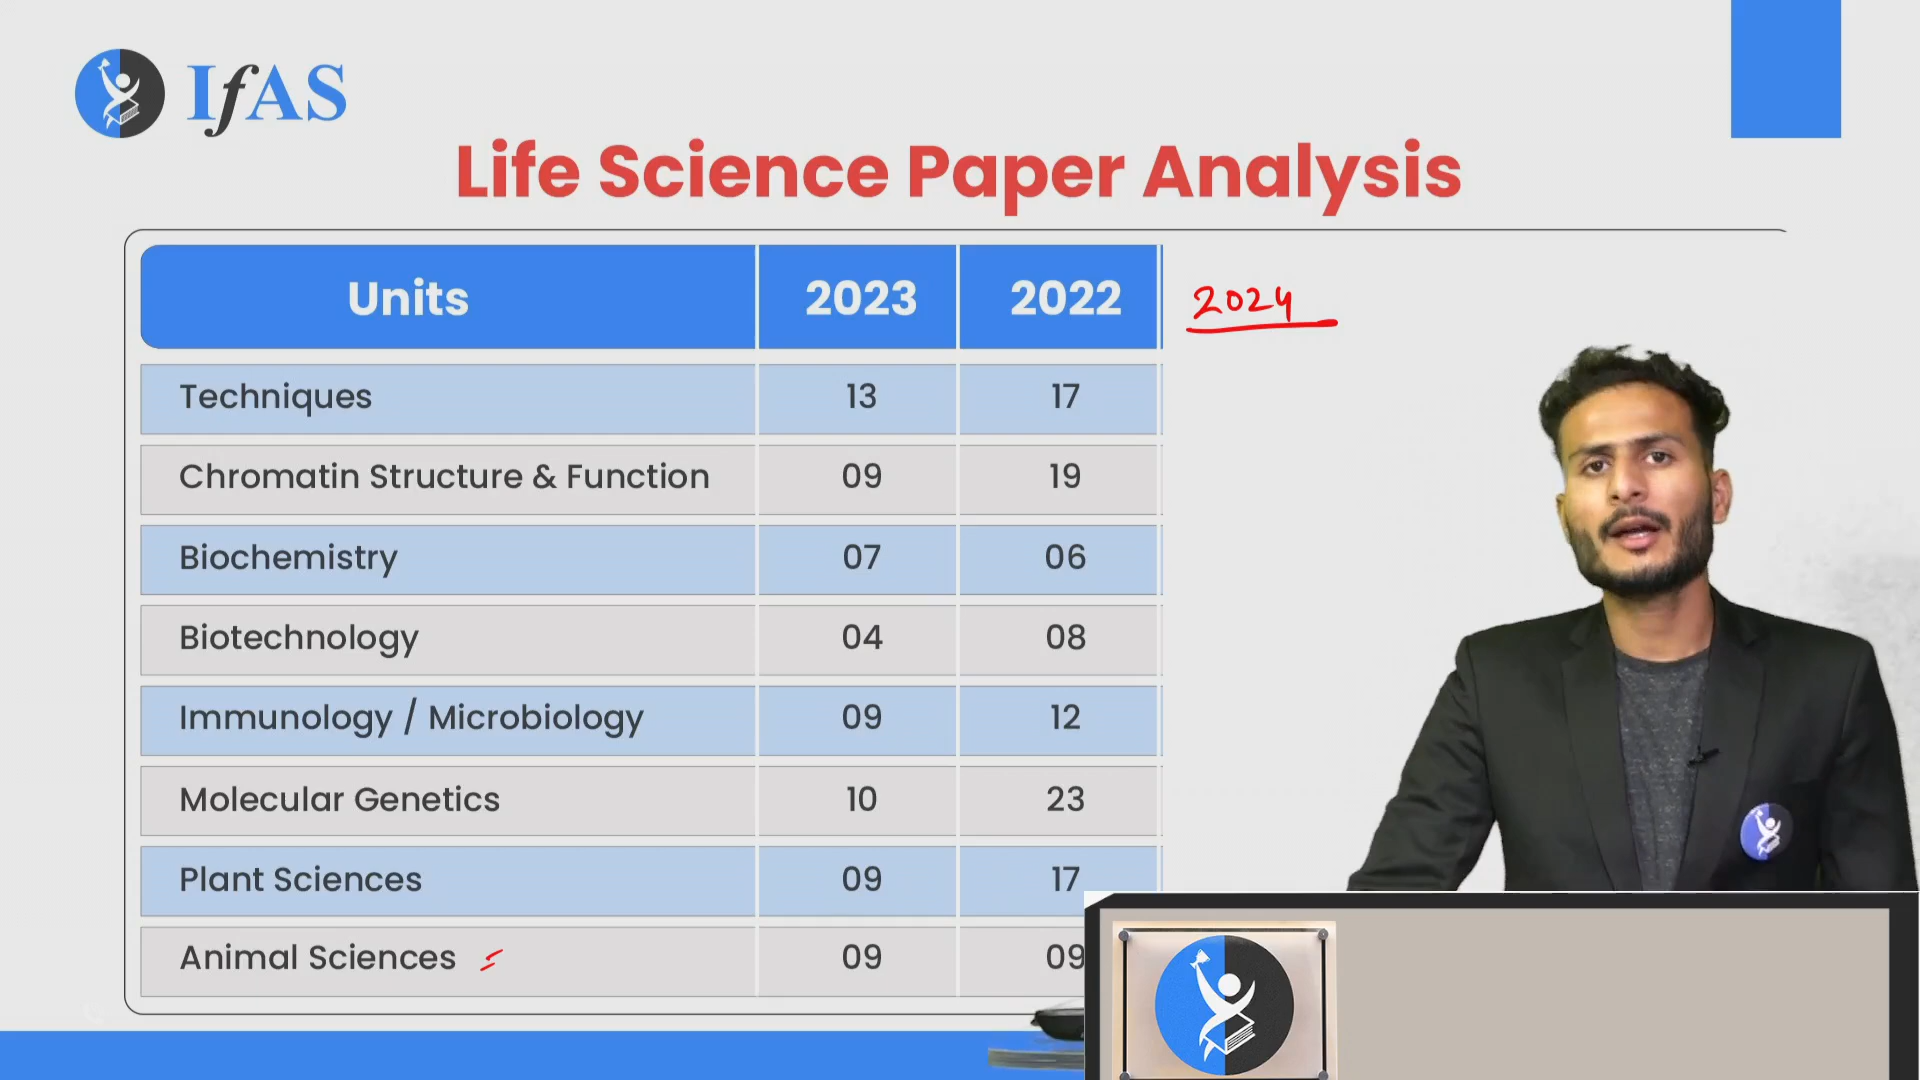 IfAS
Life Science Paper Analysis
Units 2023 2022 2024
Techniques 13 17
Chromatin Structure & Function 09 19
Biochemistry 07 06
Biotechnology 04 08
Immunology / Microbiology 09 12
Molecular Genetics 10 23
Plant Sciences 09 17
Animal Sciences 09 09